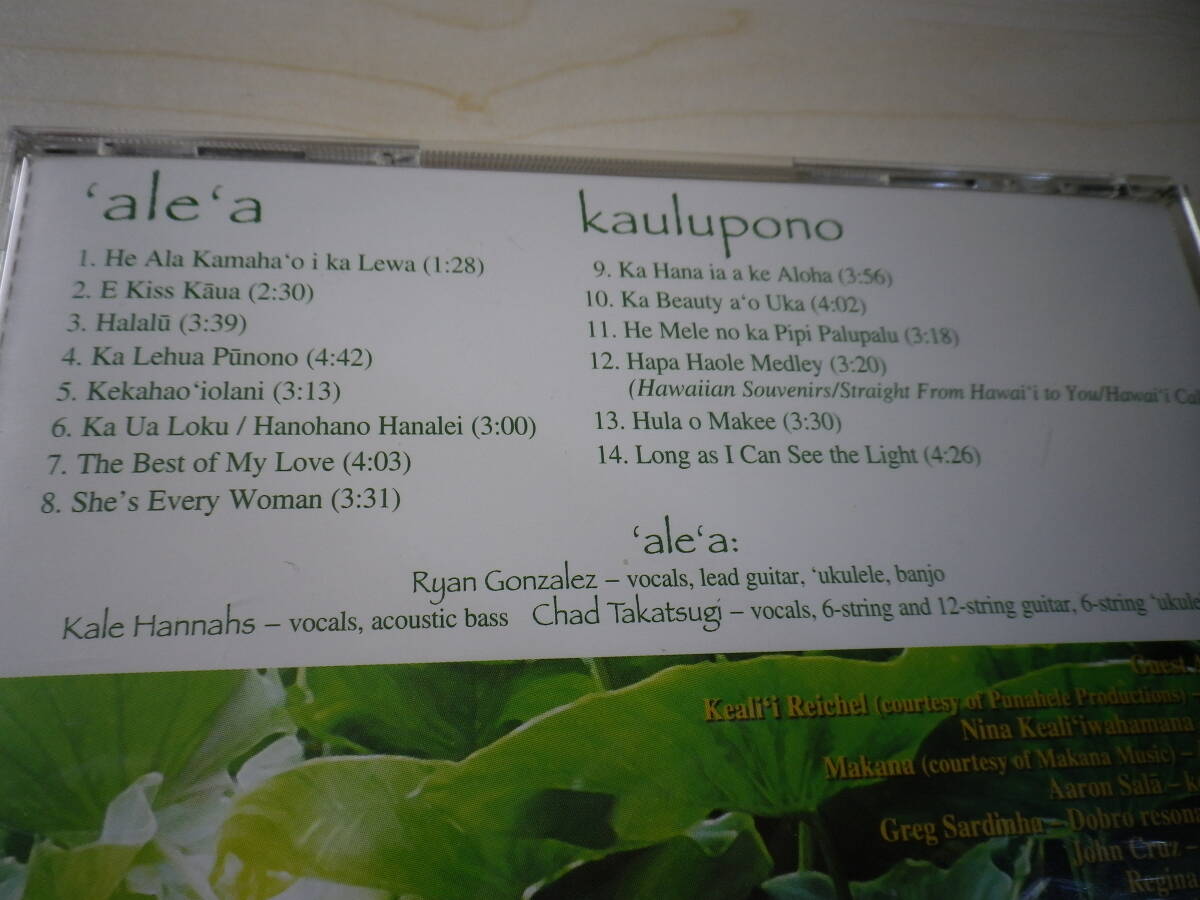 ‘ale‘a
1. He Ala Kamaha‘o i ka Lewa (1:28)
2. E Kiss Kāua (2:30)
3. Halalū (3:39)
4. Ka Lehua Pūnono (4:42)
5. Kekahao‘iolani (3:13)
6. Ka Ua Loku / Hanohano Hanalei (3:00)
7. The Best of My Love (4:03)
8. She’s Every Woman (3:31)
kaulupono
9. Ka Hana ia a ke Aloha (3:56)
10. Ka Beauty a‘o Uka (4:02)
11. He Mele no ka Pipi Palupalu (3:18)
12. Hapa Haole Medley (3:20)
(Hawaiian Souvenirs/Straight From Hawai‘i to You/Hawai‘i
13. Hula o Makee (3:30)
14. Long as I Can See the Light (4:26)
‘ale‘a:
Ryan Gonzalez – vocals, lead guitar, ‘ukulele, banjo
Kale Hannahs – vocals, acoustic bass Chad Takatsugi – vocals, 6-string and 12-string guitar, 6-string ‘ukule
Guest
Keali‘i Reichel (courtesy of Punahele Productions) –
Nina Keali‘iwahamana
Makana (courtesy of Makana Music) –
Aaron Salā –
Greg Sardinha – Dobro resona
John Cruz –
Regina